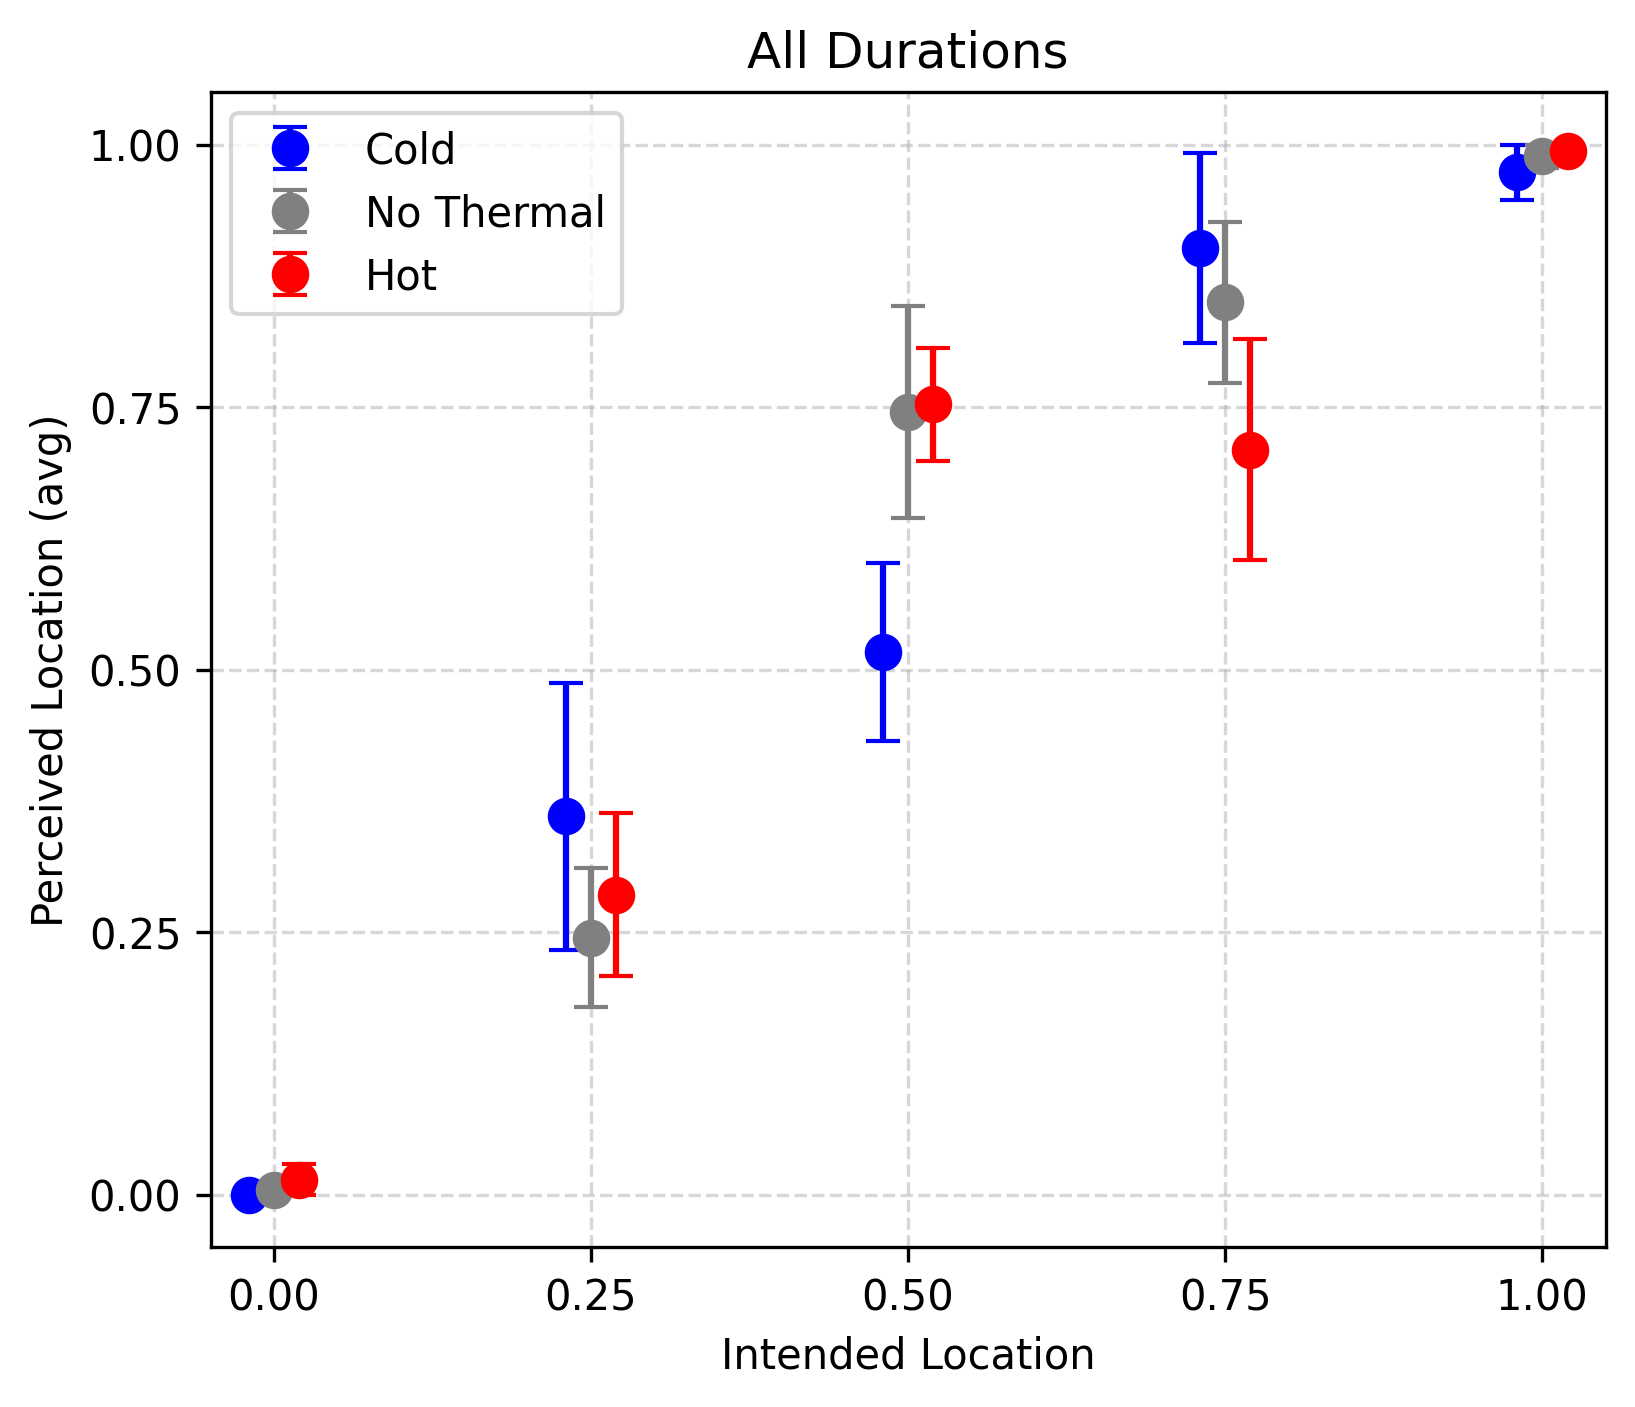 All Durations
Cold
No Thermal
Hot
1.00
0.75
0.50
0.25
0.00
Perceived Location (avg)
0.00 0.25 0.50 0.75 1.00
Intended Location